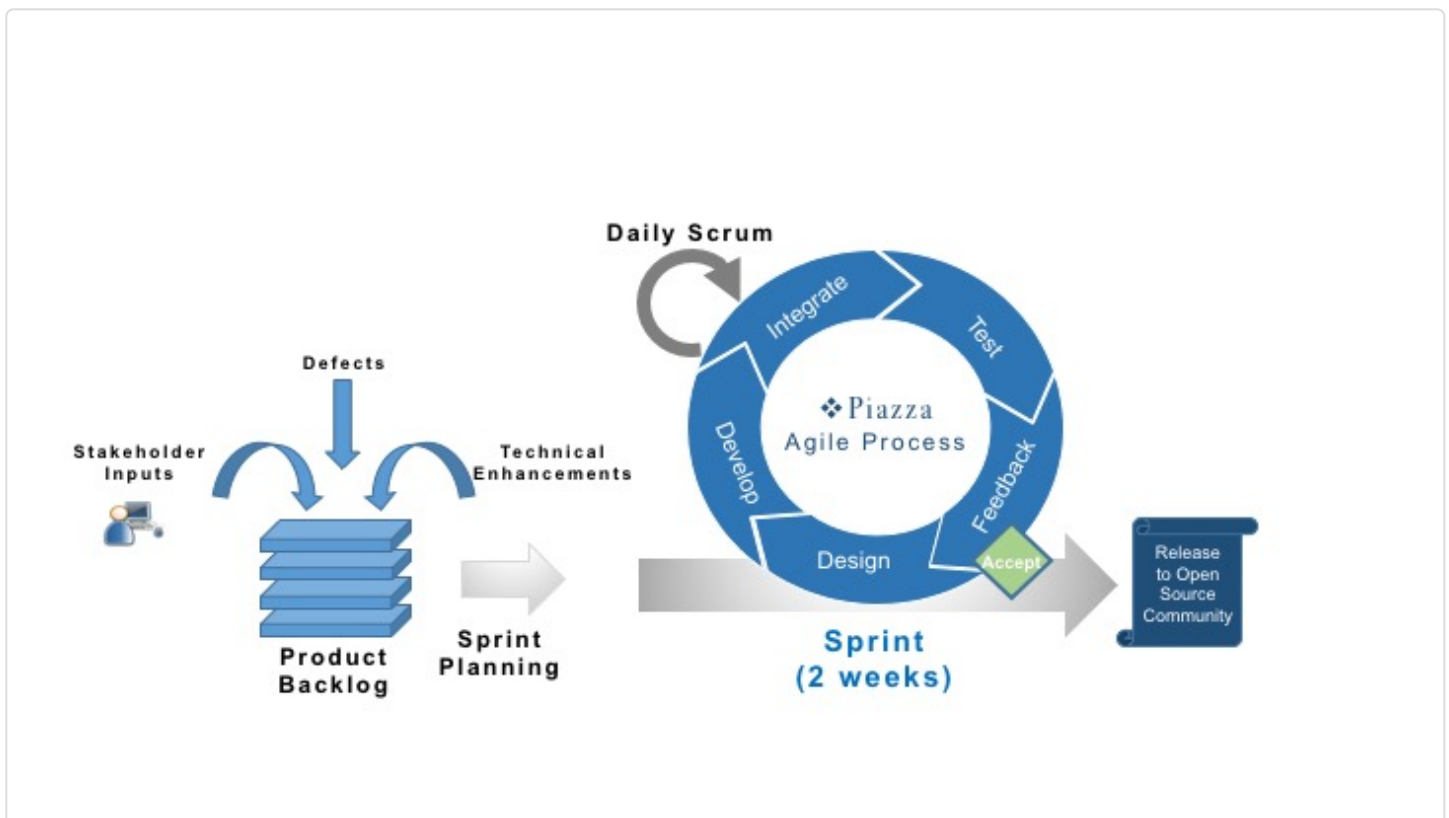 Daily Scrum
Integrate
Test
Defects
Piazza
Agile Process
Stakeholder
Inputs
Technical
Enhancements
Develop
Feedback
Design
Accept
Release
to Open
Source
Community
Product
Backlog
Sprint
Planning
Sprint
(2 weeks)